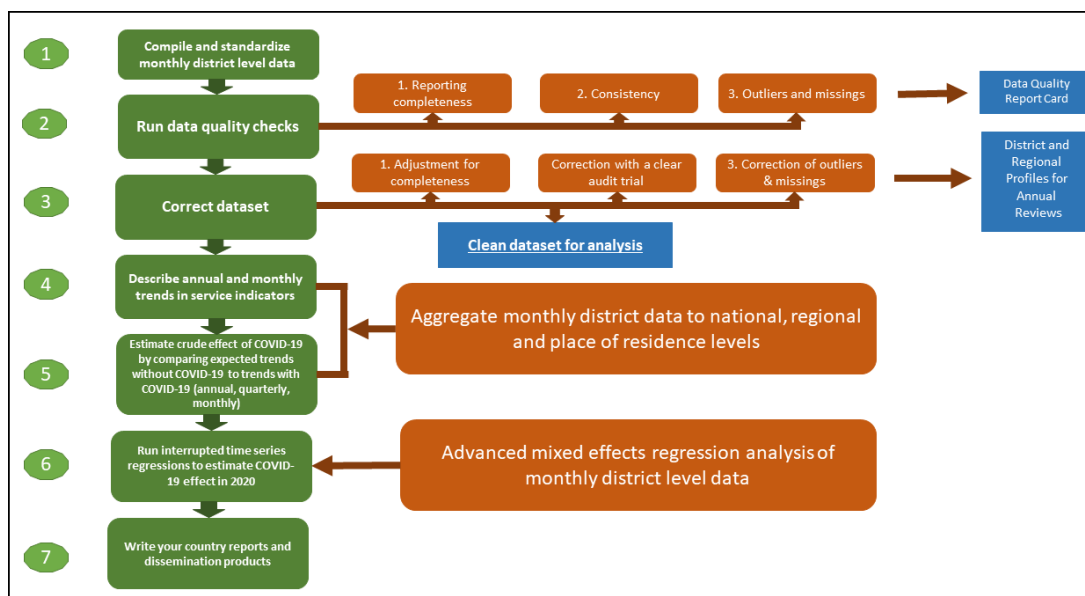 1
Compile and standardize
monthly district level data
2
Run data quality checks
1. Reporting
completeness
2. Consistency
3. Outliers and missings
Data Quality
Report Card
3
Correct dataset
1. Adjustment for
completeness
Correction with a clear
audit trial
3. Correction of outliers
& missings
District and
Regional
Profiles for
Annual
Reviews
Clean dataset for analysis
4
Describe annual and monthly
trends in service indicators
Aggregate monthly district data to national, regional
and place of residence levels
5
Estimate crude effect of COVID-19
by comparing expected trends
without COVID-19 to trends with
COVID-19 (annual, quarterly,
monthly)
6
Run interrupted time series
regressions to estimate COVID-
19 effect in 2020
Advanced mixed effects regression analysis of
monthly district level data
7
Write your country reports and
dissemination products